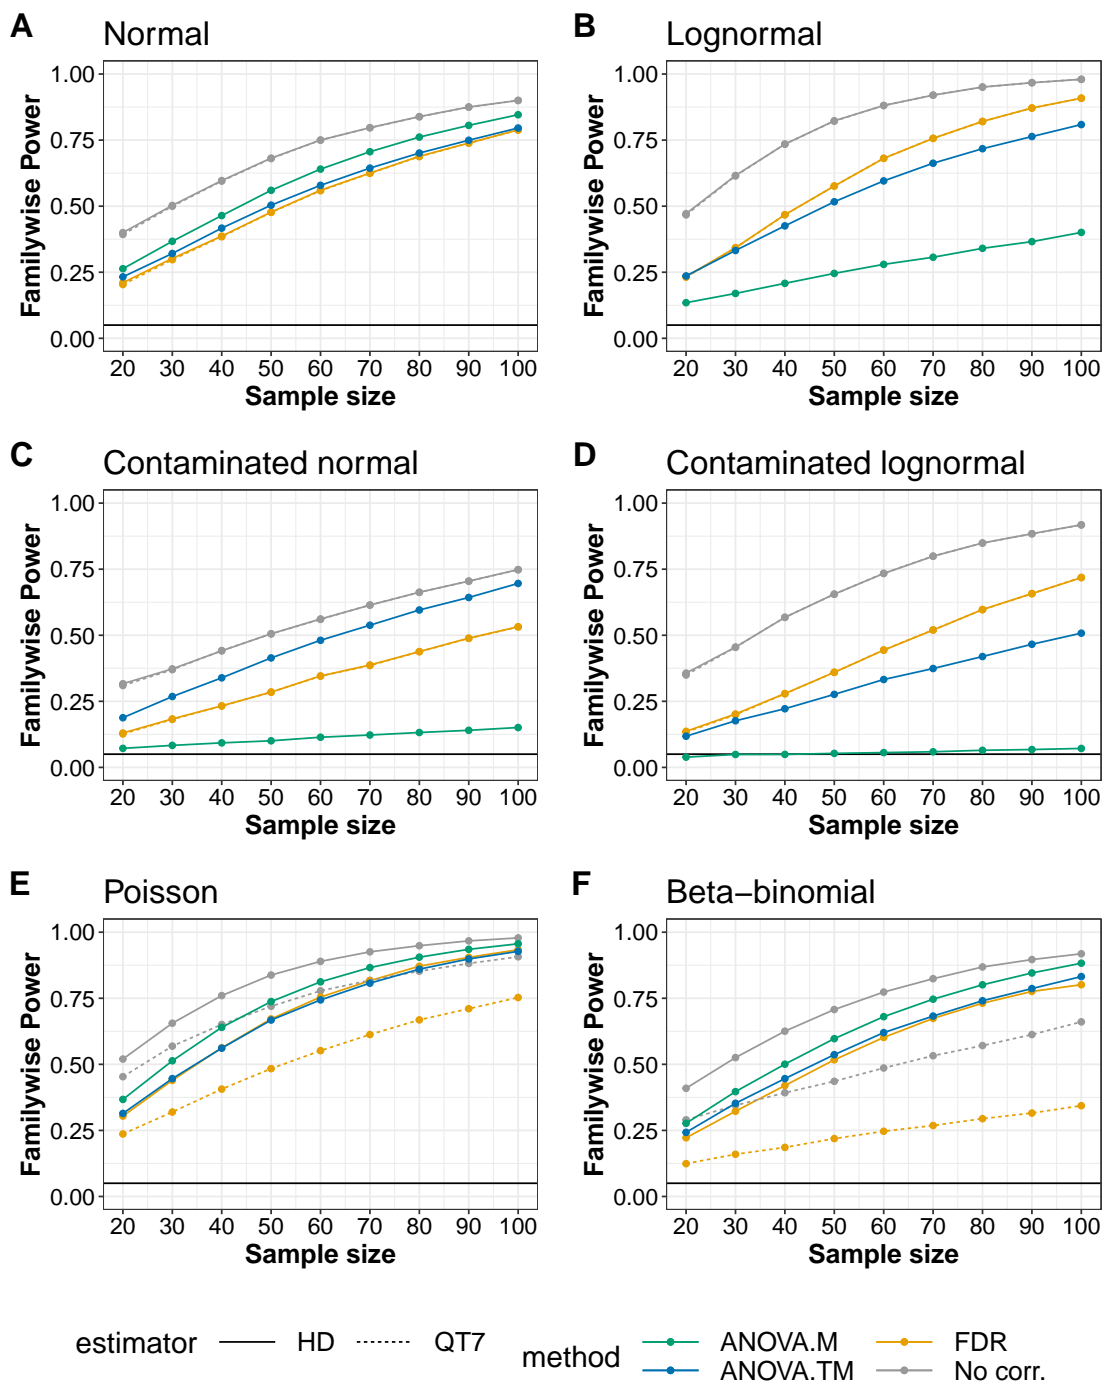 A Normal
Familywise Power
1.00
0.75
0.50
0.25
0.00
20 30 40 50 60 70 80 90 100
Sample size
B Lognormal
Familywise Power
1.00
0.75
0.50
0.25
0.00
20 30 40 50 60 70 80 90 100
Sample size
C Contaminated normal
Familywise Power
1.00
0.75
0.50
0.25
0.00
20 30 40 50 60 70 80 90 100
Sample size
D Contaminated lognormal
Familywise Power
1.00
0.75
0.50
0.25
0.00
20 30 40 50 60 70 80 90 100
Sample size
E Poisson
Familywise Power
1.00
0.75
0.50
0.25
0.00
20 30 40 50 60 70 80 90 100
Sample size
F Beta−binomial
Familywise Power
1.00
0.75
0.50
0.25
0.00
20 30 40 50 60 70 80 90 100
Sample size
estimator HD QT7
method ANOVA.M FDR
ANOVA.TM No corr.